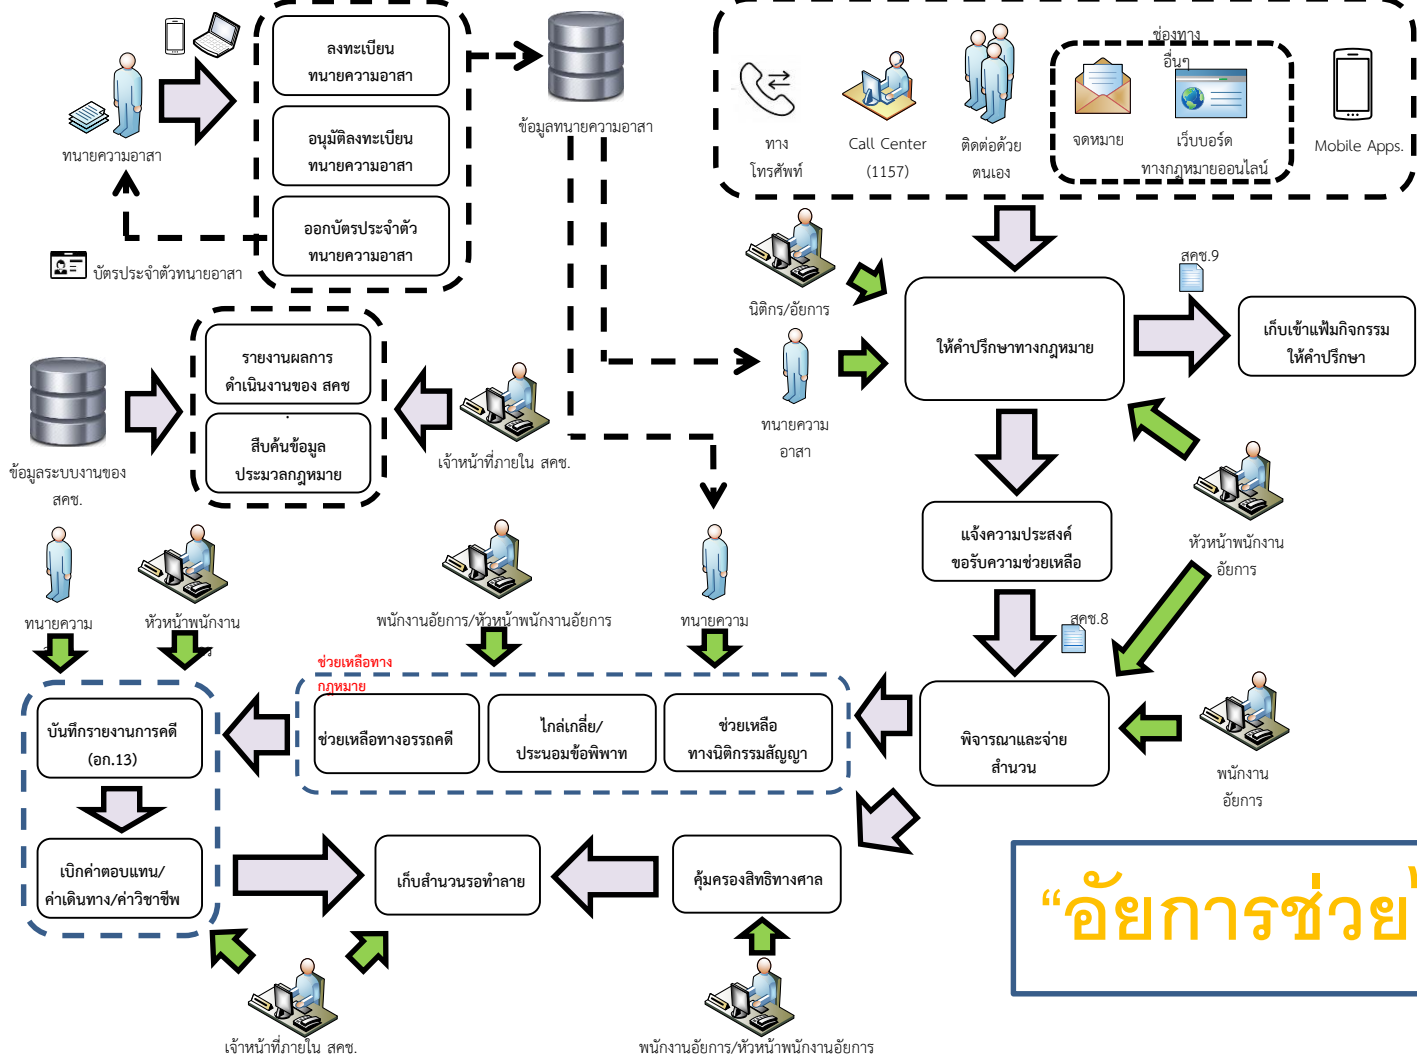 ลงทะเบียน
ทนายความอาสา
อนุมัติลงทะเบียน
ทนายความอาสา
ออกบัตรประจำตัว
ทนายความอาสา
ทนายความอาสา
บัตรประจำตัวทนายอาสา
ข้อมูลทนายความอาสา
ช่องทาง
อื่นๆ
ทาง
โทรศัพท์
Call Center
(1157)
ติดต่อด้วย
ตนเอง
จดหมาย
เว็บบอร์ด
ทางกฎหมายออนไลน์
Mobile Apps.
นิติกร/อัยการ
ทนายความ
อาสา
ให้คำปรึกษาทางกฎหมาย
สคช.9
เก็บเข้าแฟ้มกิจกรรม
ให้คำปรึกษา
รายงานผลการ
ดำเนินงานของ สคช
.
สืบค้นข้อมูล
ประมวลกฎหมาย
ข้อมูลระบบงานของ
สคช.
เจ้าหน้าที่ภายใน สคช.
แจ้งความประสงค์
ขอรับความช่วยเหลือ
หัวหน้าพนักงาน
อัยการ
สคช.8
ทนายความ
หัวหน้าพนักงาน
พนักงานอัยการ/หัวหน้าพนักงานอัยการ
ทนายความ
ช่วยเหลือทาง
กฎหมาย
บันทึกรายงานการคดี
(อก.13)
ช่วยเหลือทางอรรถคดี
ไกล่เกลี่ย/
ประนอมข้อพิพาท
ช่วยเหลือ
ทางนิติกรรมสัญญา
พิจารณาและจ่าย
สำนวน
พนักงาน
อัยการ
เบิกค่าตอบแทน/
ค่าเดินทาง/ค่าวิชาชีพ
เก็บสำนวนรอทำลาย
คุ้มครองสิทธิทางศาล
“อัยการช่วย
เจ้าหน้าที่ภายใน สคช.
พนักงานอัยการ/หัวหน้าพนักงานอัยการ